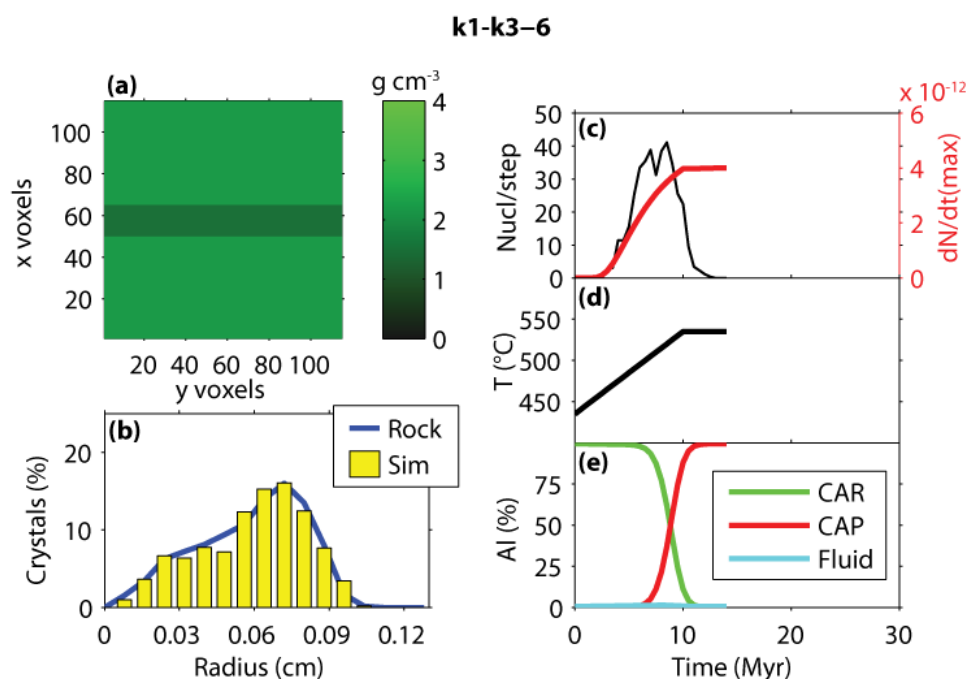 k1-k3–6
(a)
g cm-3
x voxels
100
80
60
40
20
20 40 60 80 100
y voxels
4
3
2
1
0
(b)
Rock
Sim
Crystals (%)
20
10
0
0 0.03 0.06 0.09 0.12
Radius (cm)
(c)
x 10-12
Nucl/step
50
40
30
20
10
0
6
4
2
0
dN/dt(max)
(d)
T (°C)
550
500
450
(e)
Al (%)
75
50
25
0
CAR
CAP
Fluid
0 10 20 30
Time (Myr)